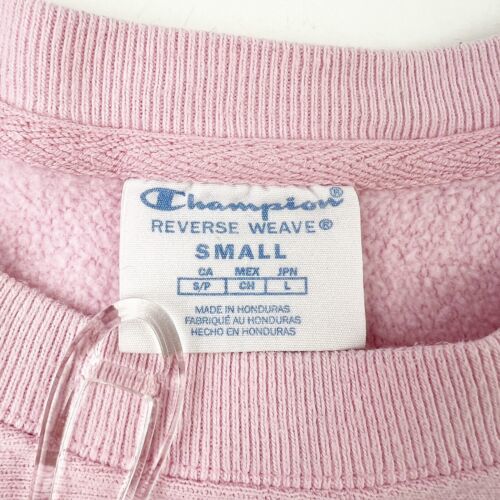 Champion®
REVERSE WEAVE®
SMALL
CA MEX JPN
S/P CH L
MADE IN HONDURAS
FABRIQUÉ AU HONDURAS
HECHO EN HONDURAS